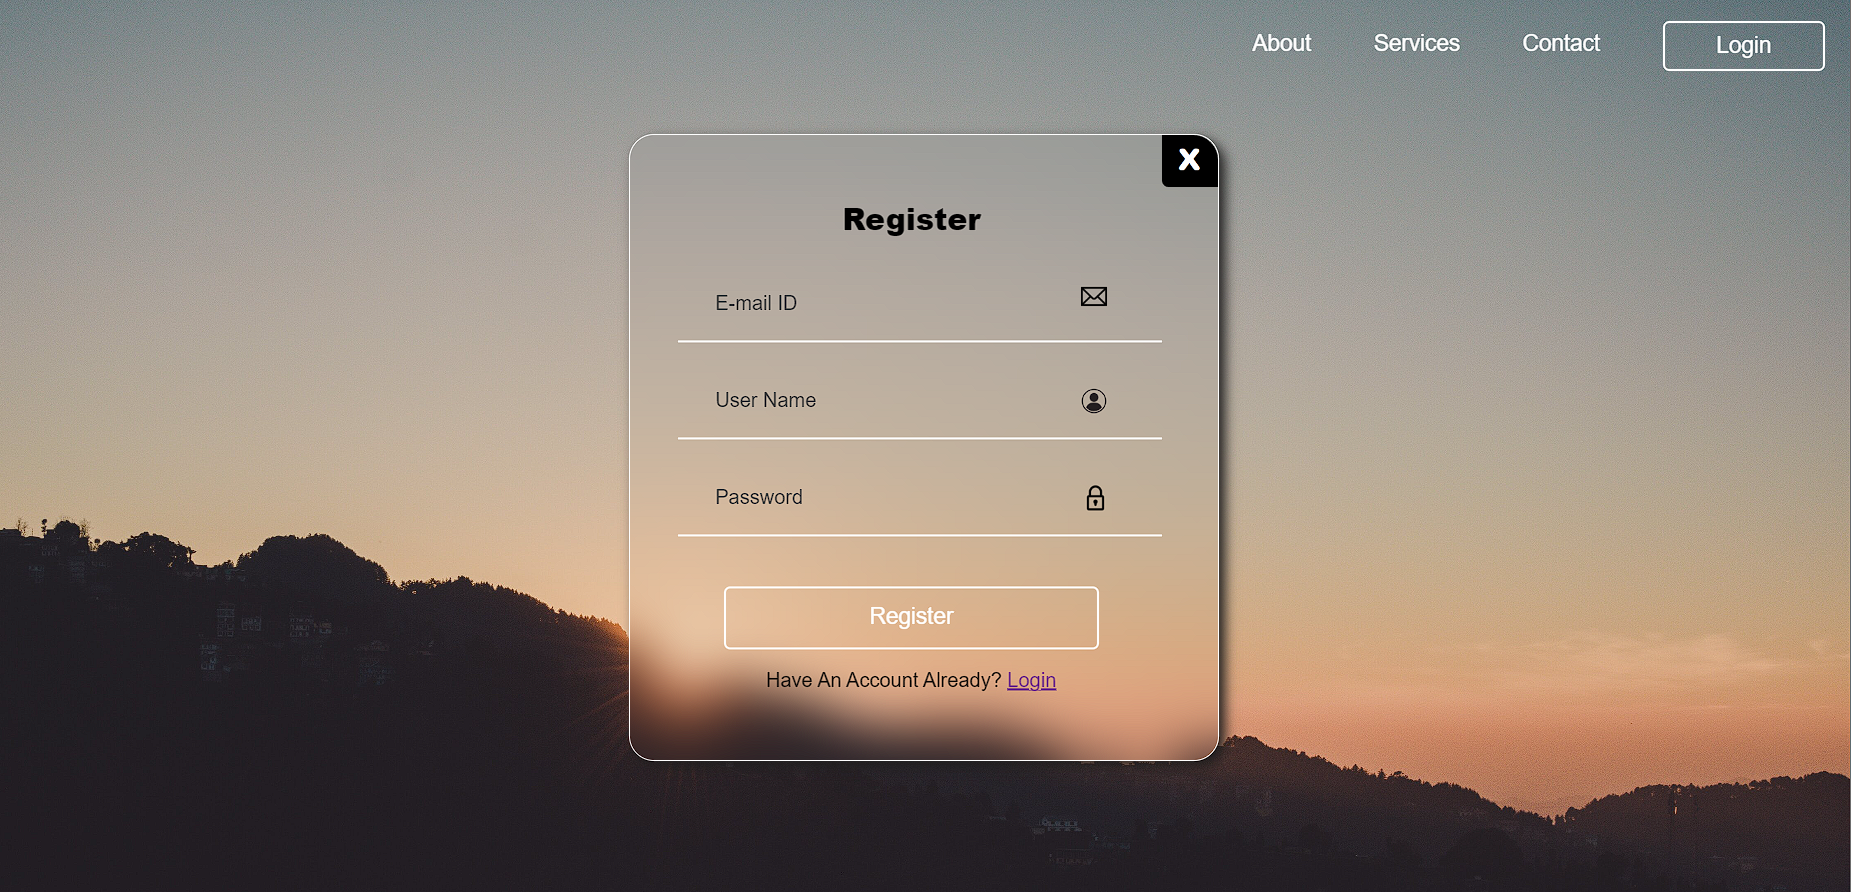 About Services Contact Login
X
Register
E-mail ID
User Name
Password
Register
Have An Account Already? Login